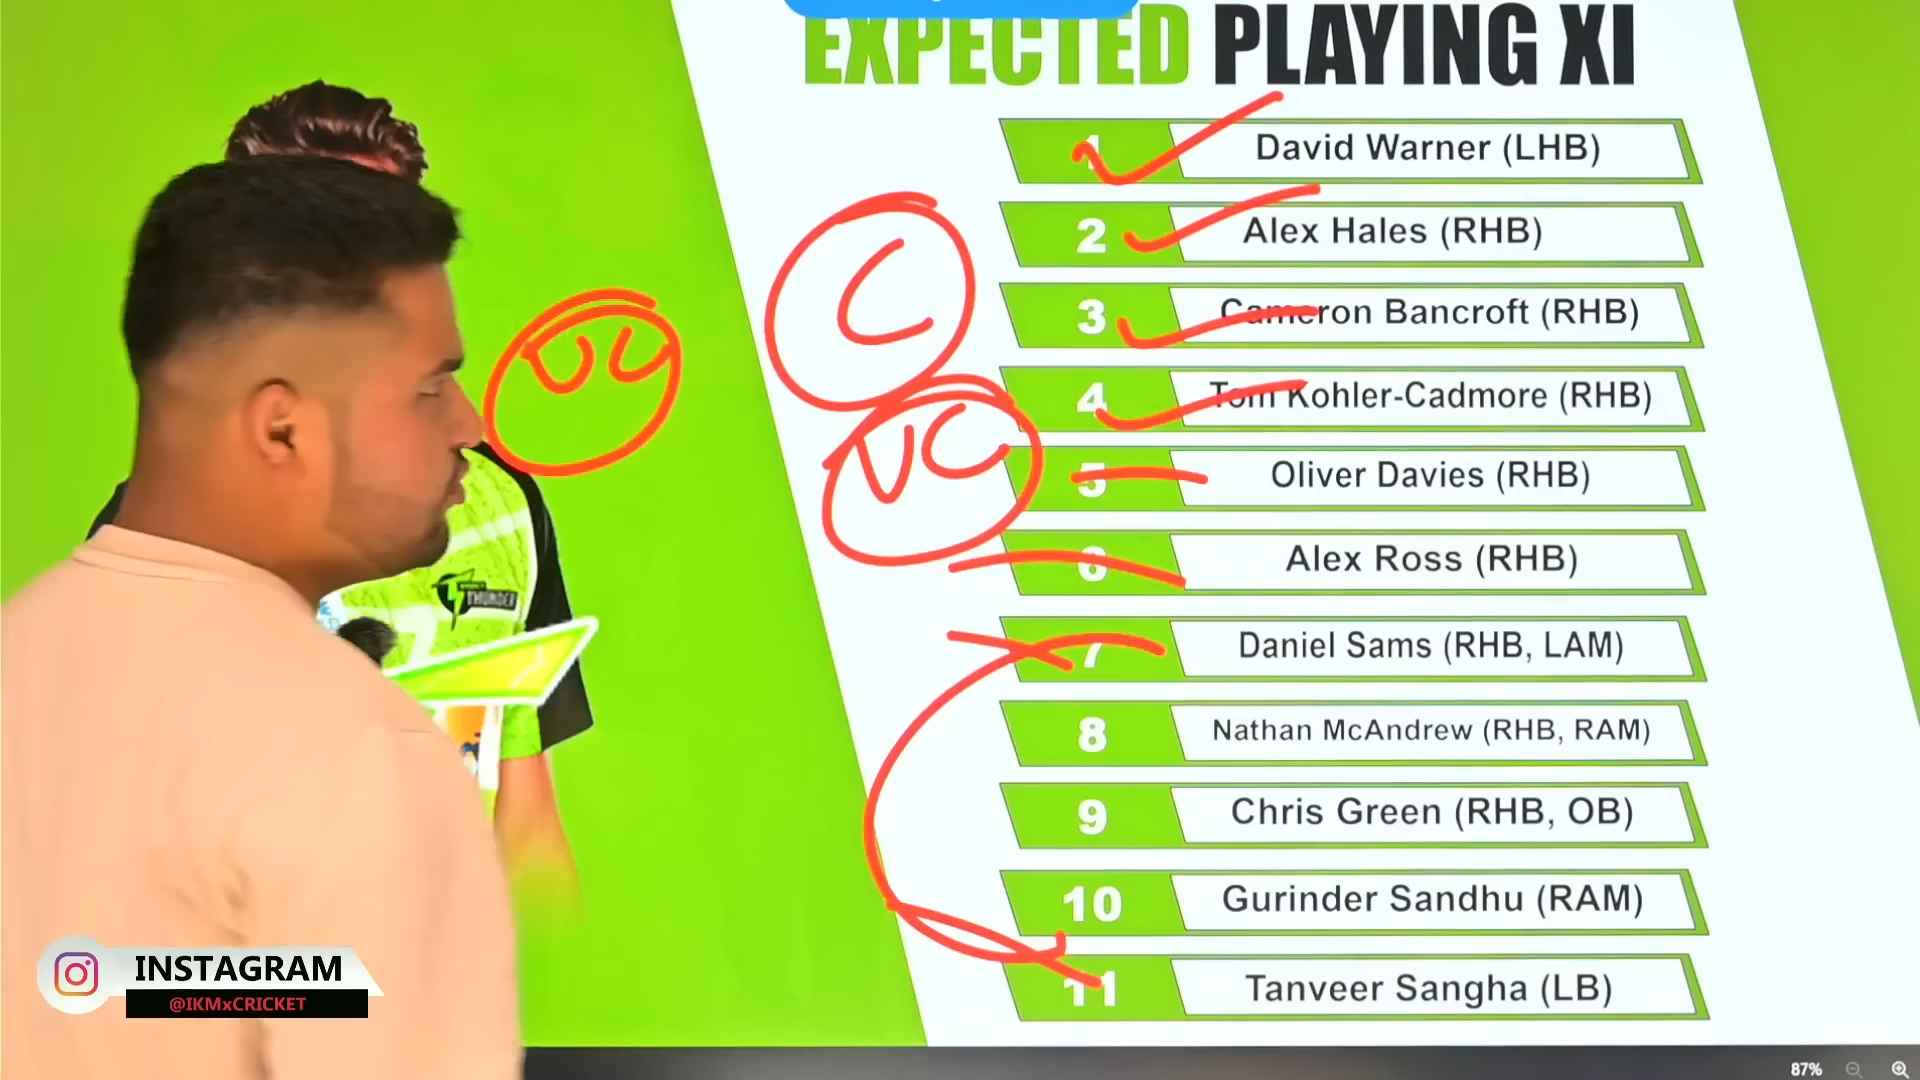 EXPECTED PLAYING XI
1 David Warner (LHB)
2 Alex Hales (RHB)
C
3 Cameron Bancroft (RHB)
VC
4 Tom Kohler-Cadmore (RHB)
VC
5 Oliver Davies (RHB)
6 Alex Ross (RHB)
THUNDER
7 Daniel Sams (RHB, LAM)
8 Nathan McAndrew (RHB, RAM)
9 Chris Green (RHB, OB)
10 Gurinder Sandhu (RAM)
11 Tanveer Sangha (LB)
INSTAGRAM
@IKMxCRICKET
87%